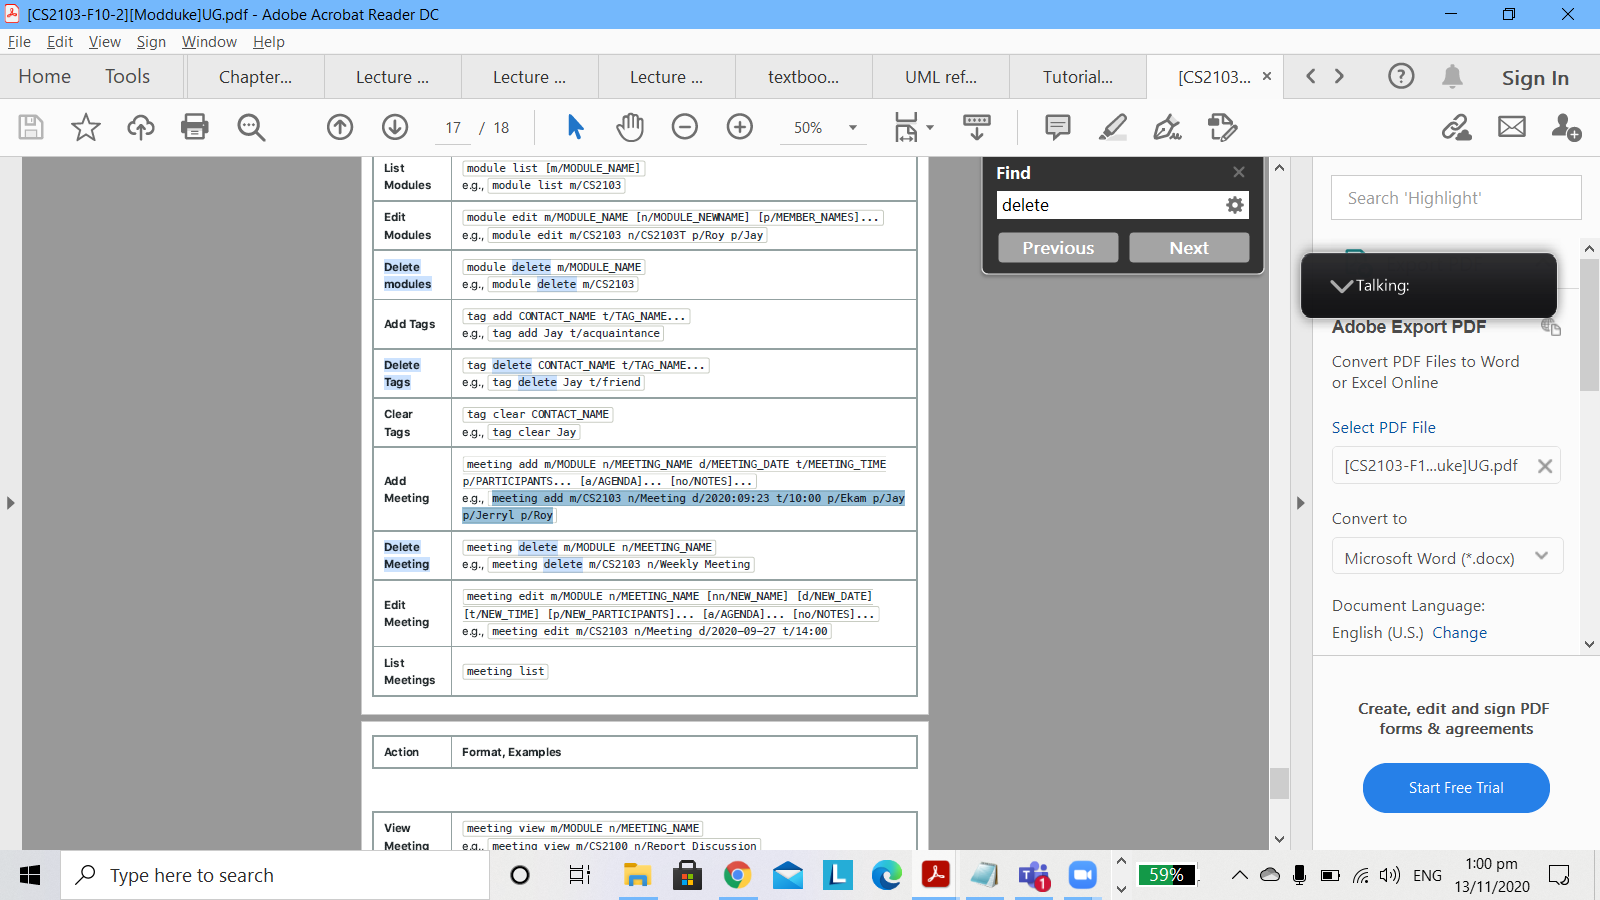 [CS2103-F10-2][Modduke]UG.pdf - Adobe Acrobat Reader DC
File Edit View Sign Window Help
Home Tools Chapter... Lecture ... Lecture ... Lecture ... textboo... UML ref... Tutorial... [CS2103... Sign In
17 / 18 50%
List Modules
module list [m/MODULE_NAME]
e.g., module list m/CS2103
Edit Modules
module edit m/MODULE_NAME [n/MODULE_NEWNAME] [p/MEMBER_NAMES]...
e.g., module edit m/CS2103 n/CS2103T p/Roy p/Jay
Delete modules
module delete m/MODULE_NAME
e.g., module delete m/CS2103
Add Tags
tag add CONTACT_NAME t/TAG_NAME...
e.g., tag add Jay t/acquaintance
Delete Tags
tag delete CONTACT_NAME t/TAG_NAME...
e.g., tag delete Jay t/friend
Clear Tags
tag clear CONTACT_NAME
e.g., tag clear Jay
Add Meeting
meeting add m/MODULE n/MEETING_NAME d/MEETING_DATE t/MEETING_TIME
p/PARTICIPANTS... [a/AGENDA]... [no/NOTES]...
e.g., meeting add m/CS2103 n/Meeting d/2020:09:23 t/10:00 p/Ekam p/Jay
p/Jerryl p/Roy
Delete Meeting
meeting delete m/MODULE n/MEETING_NAME
e.g., meeting delete m/CS2103 n/Weekly Meeting
Edit Meeting
meeting edit m/MODULE n/MEETING_NAME [nn/NEW_NAME] [d/NEW_DATE]
[t/NEW_TIME] [p/NEW_PARTICIPANTS]... [a/AGENDA]... [no/NOTES]...
e.g., meeting edit m/CS2103 n/Meeting d/2020-09-27 t/14:00
List Meetings
meeting list
Action Format, Examples
View Meeting
meeting view m/MODULE n/MEETING_NAME
e.g., meeting view m/CS2100 n/Report Discussion
Find
delete
Previous Next
Search 'Highlight'
Talking:
Adobe Export PDF
Convert PDF Files to Word
or Excel Online
Select PDF File
[CS2103-F1...uke]UG.pdf
Convert to
Microsoft Word (*.docx)
Document Language:
English (U.S.) Change
Create, edit and sign PDF
forms & agreements
Start Free Trial
Type here to search
1
59%
ENG
1:00 pm
13/11/2020